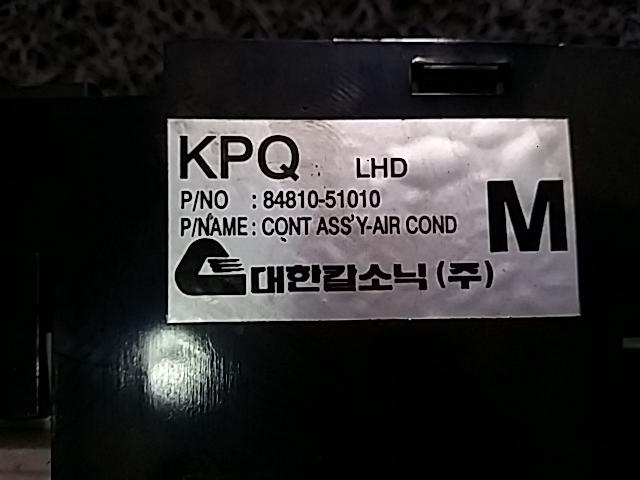 KPQ LHD
P/NO : 84810-51010
P/NAME : CONT ASS'Y-AIR COND
M
대한칼소닉(주)